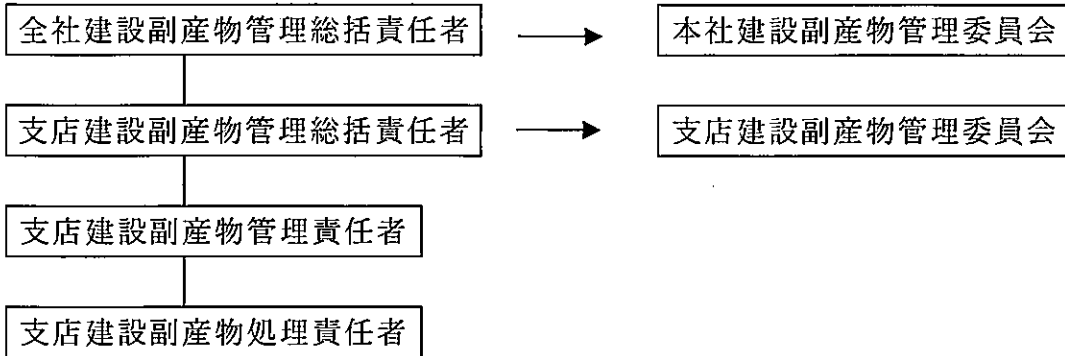 全社建設副産物管理総括責任者
本社建設副産物管理委員会
支店建設副産物管理総括責任者
支店建設副産物管理委員会
支店建設副産物管理責任者
支店建設副産物処理責任者